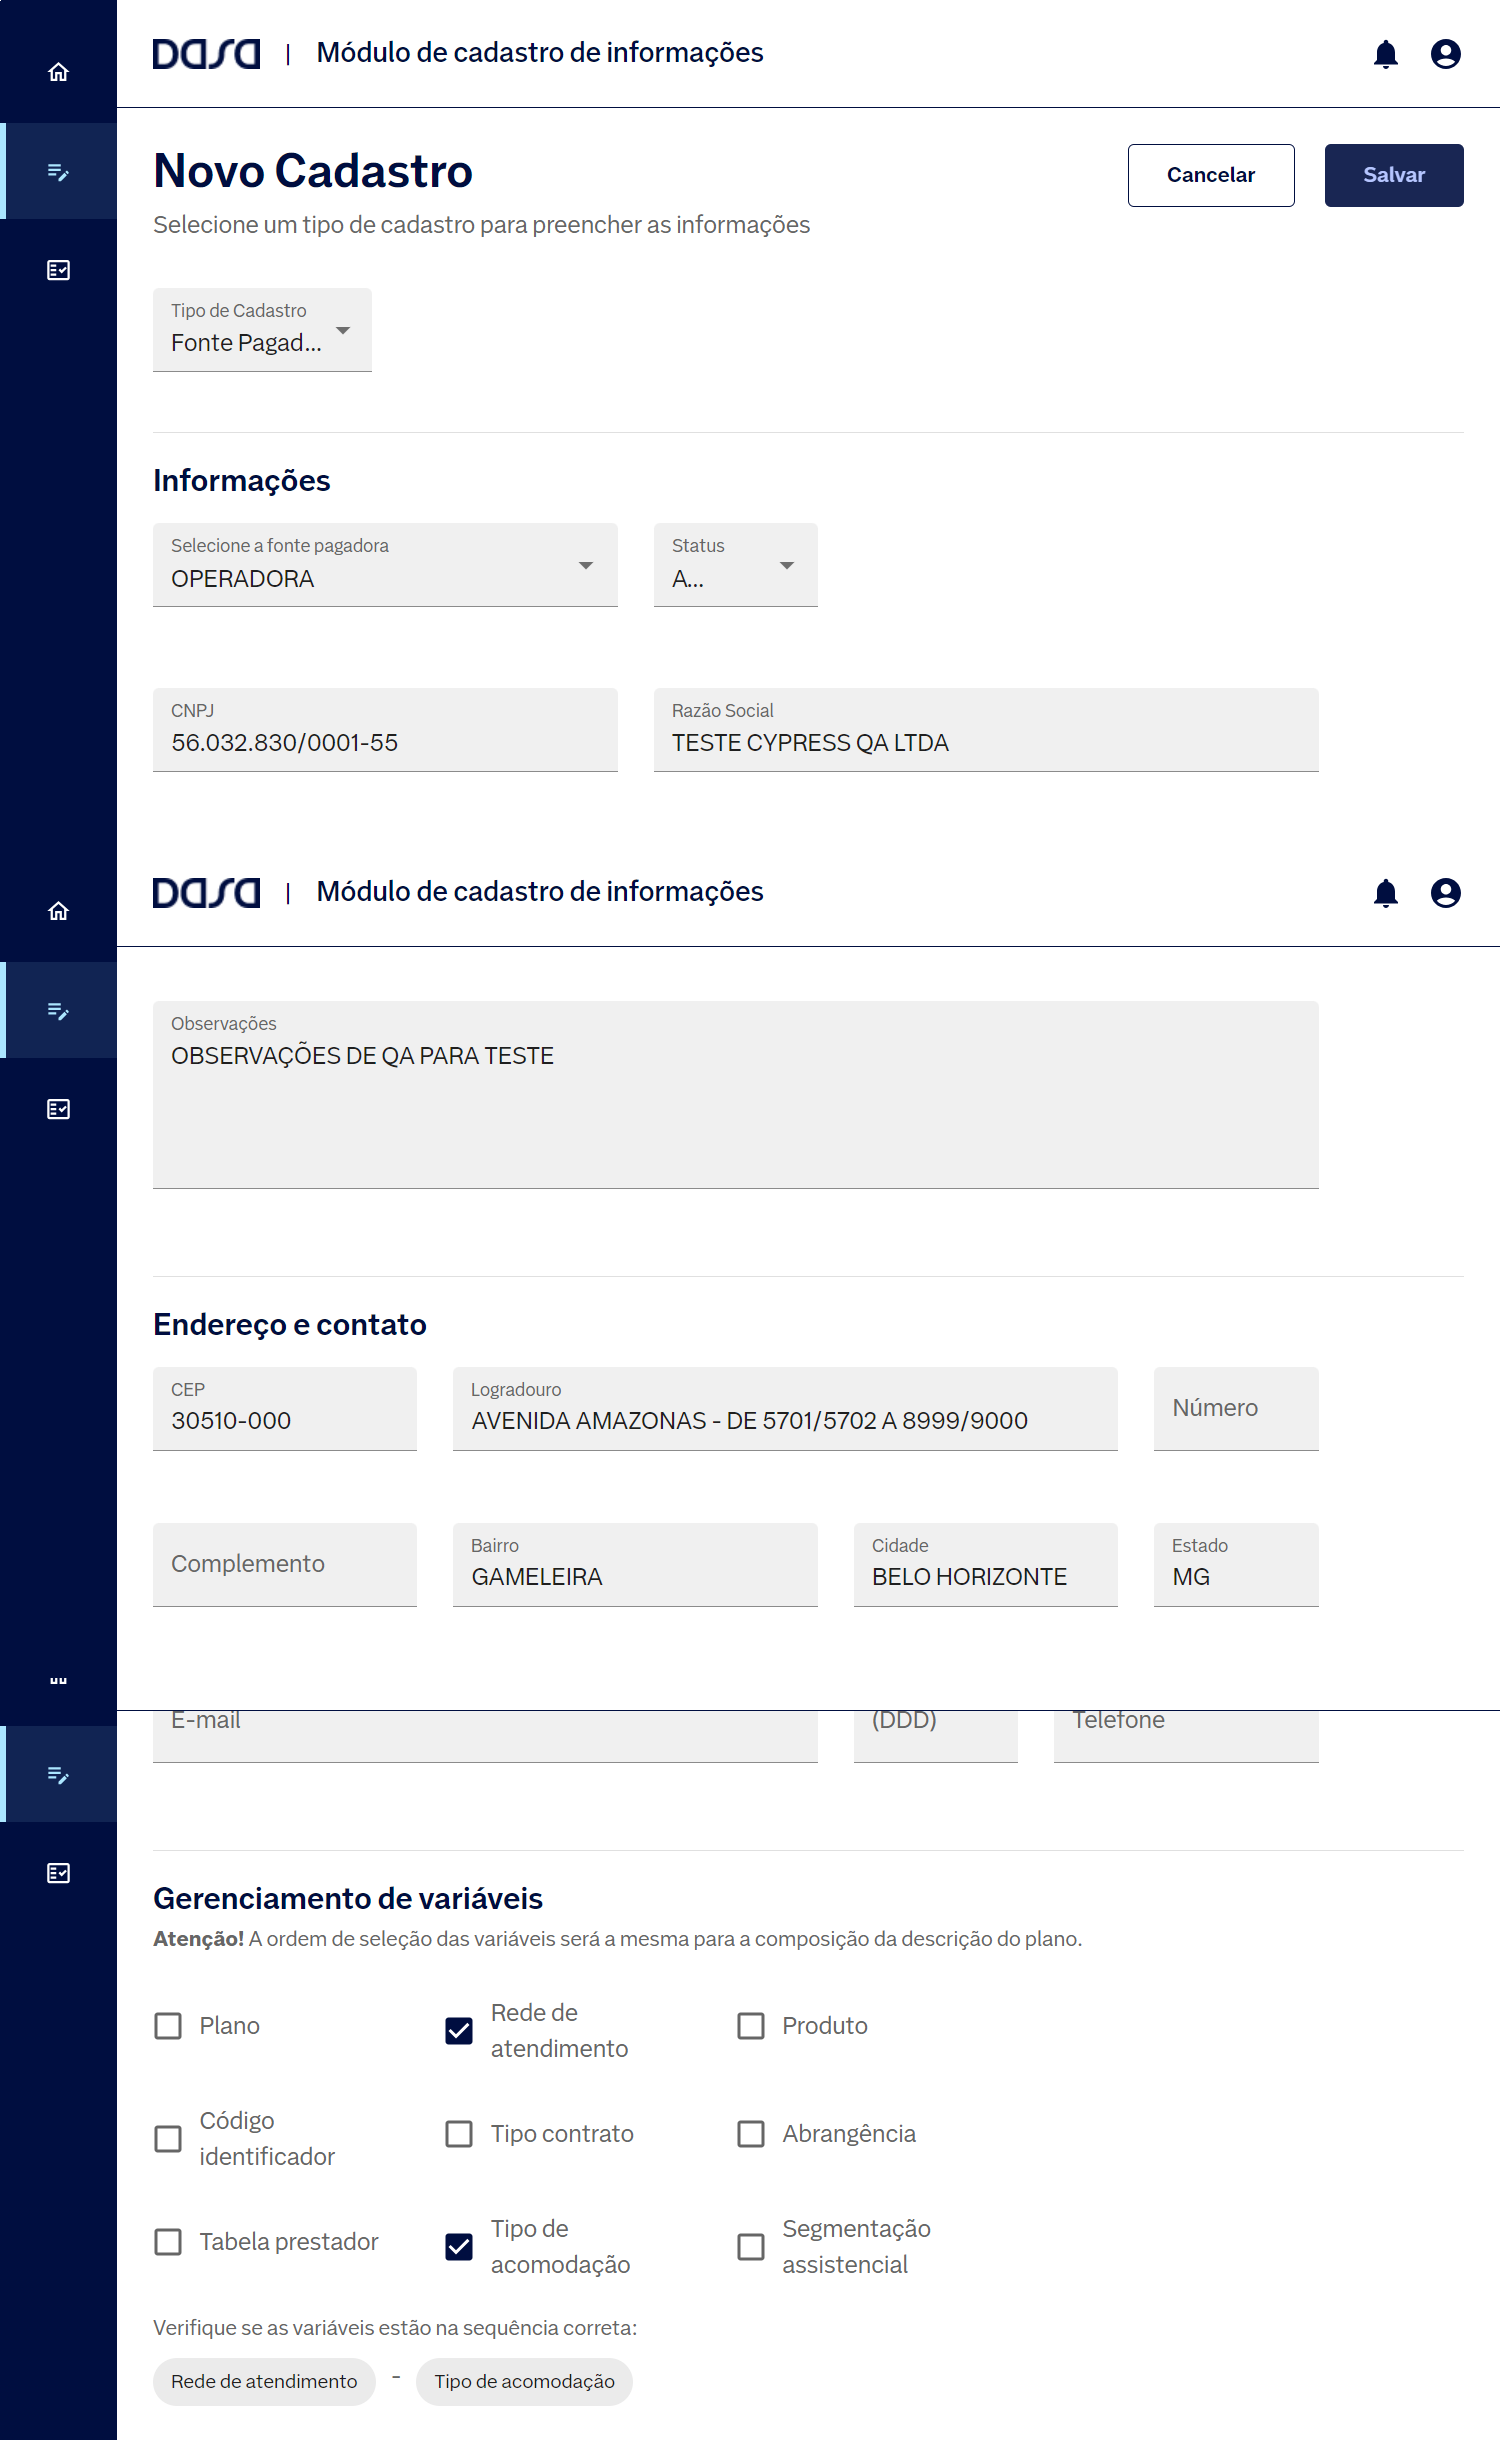 Dasa | Módulo de cadastro de informações
Novo Cadastro
Cancelar
Salvar
Selecione um tipo de cadastro para preencher as informações
Tipo de Cadastro
Fonte Pagad...
Informações
Selecione a fonte pagadora
OPERADORA
Status
A...
CNPJ
56.032.830/0001-55
Razão Social
TESTE CYPRESS QA LTDA
Dasa | Módulo de cadastro de informações
Observações
OBSERVAÇÕES DE QA PARA TESTE
Endereço e contato
CEP
30510-000
Logradouro
AVENIDA AMAZONAS - DE 5701/5702 A 8999/9000
Número
Complemento
Bairro
GAMELEIRA
Cidade
BELO HORIZONTE
Estado
MG
E-mail
(DDD)
Telefone
Gerenciamento de variáveis
Atenção! A ordem de seleção das variáveis será a mesma para a composição da descrição do plano.
Plano
Rede de
atendimento
Produto
Código
identificador
Tipo contrato
Abrangência
Tabela prestador
Tipo de
acomodação
Segmentação
assistencial
Verifique se as variáveis estão na sequência correta:
Rede de atendimento - Tipo de acomodação